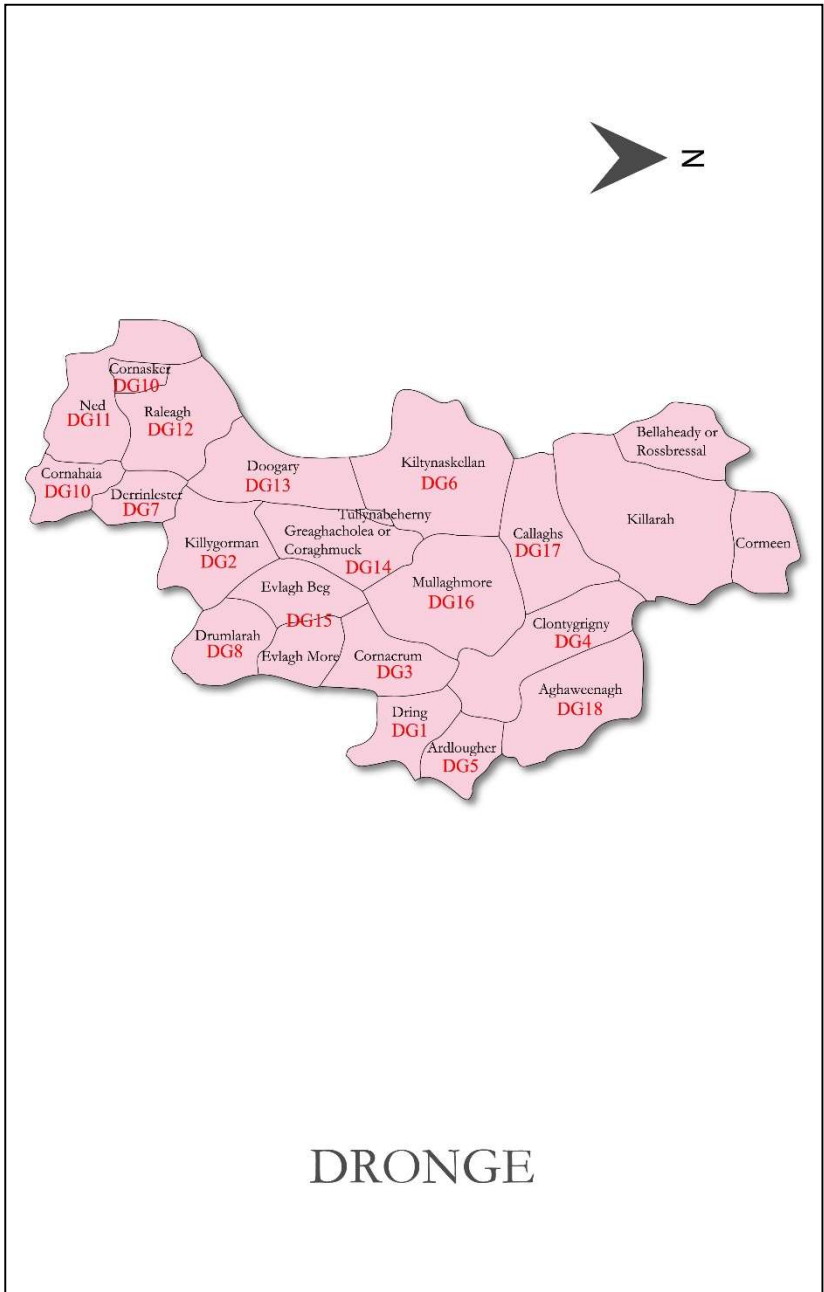 N
Cornasker
DG10
Ned
DG11
Raleagh
DG12
Cornahaia
DG10
Derrinlester
DG7
Doogary
DG13
Kiltynaskellan
DG6
Bellaheady or
Rossbressal
Killarah
Cormeen
Tullynabeherny
Greaghacholea or
Coraghmuck
DG14
Killygorman
DG2
Callaghs
DG17
Evlagh Beg
DG15
Mullaghmore
DG16
Drumlarah
DG8
Evlagh More
Cornacrum
DG3
Clontygrigny
DG4
Aghaweenagh
DG18
Dring
DG1
Ardlougher
DG5
DRONGE